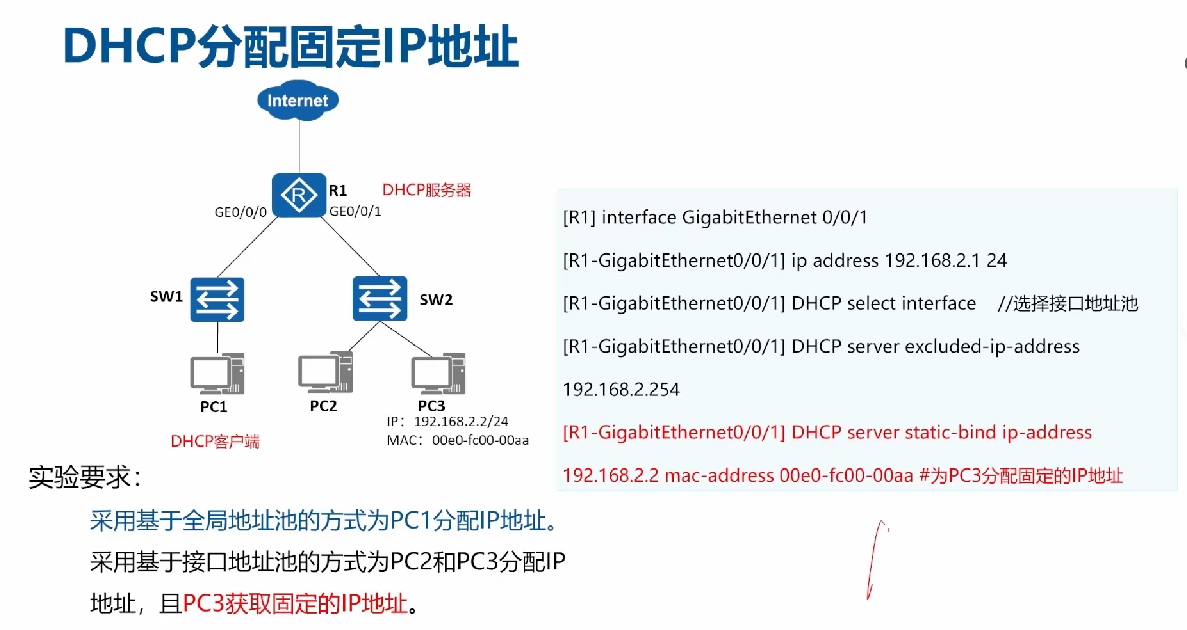 DHCP分配固定IP地址
Internet
R1
DHCP服务器
GE0/0/0
GE0/0/1
SW1
SW2
PC1
PC2
PC3
IP：192.168.2.2/24
MAC：00e0-fc00-00aa
DHCP客户端
[R1] interface GigabitEthernet 0/0/1
[R1-GigabitEthernet0/0/1] ip address 192.168.2.1 24
[R1-GigabitEthernet0/0/1] DHCP select interface //选择接口地址池
[R1-GigabitEthernet0/0/1] DHCP server excluded-ip-address
192.168.2.254
[R1-GigabitEthernet0/0/1] DHCP server static-bind ip-address
192.168.2.2 mac-address 00e0-fc00-00aa #为PC3分配固定的IP地址
实验要求：
采用基于全局地址池的方式为PC1分配IP地址。
采用基于接口地址池的方式为PC2和PC3分配IP
地址，且PC3获取固定的IP地址。